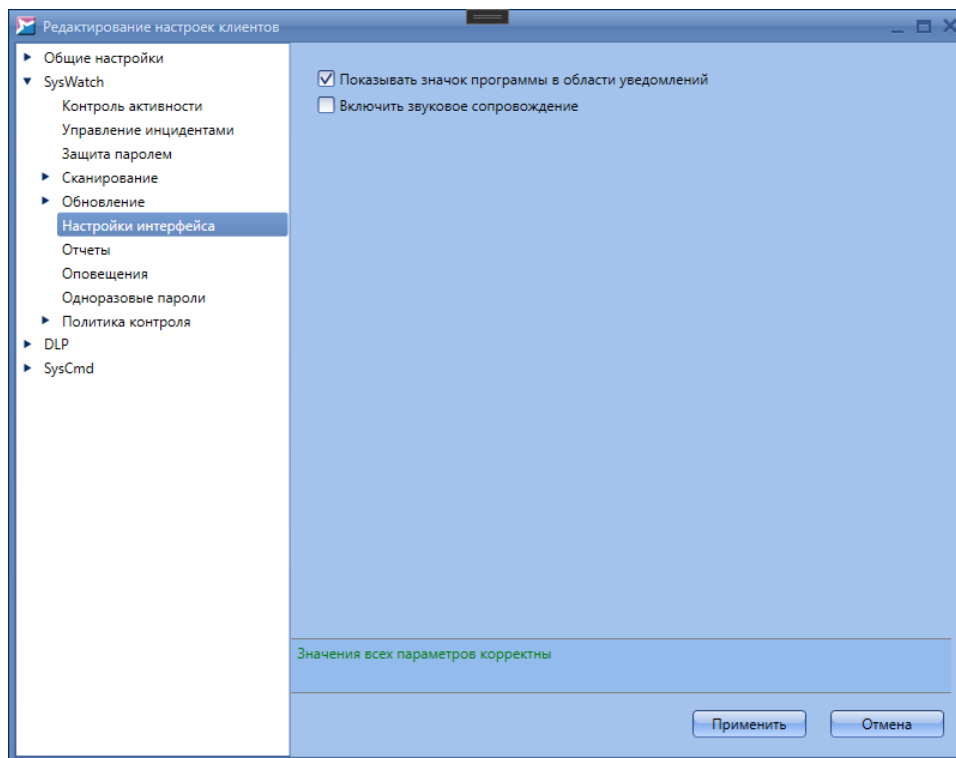 Редактирование настроек клиентов
Общие настройки
SysWatch
Контроль активности
Управление инцидентами
Защита паролем
Сканирование
Обновление
Настройки интерфейса
Отчеты
Оповещения
Одноразовые пароли
Политика контроля
DLP
SysCmd
Показывать значок программы в области уведомлений
Включить звуковое сопровождение
Значения всех параметров корректны
Применить
Отмена